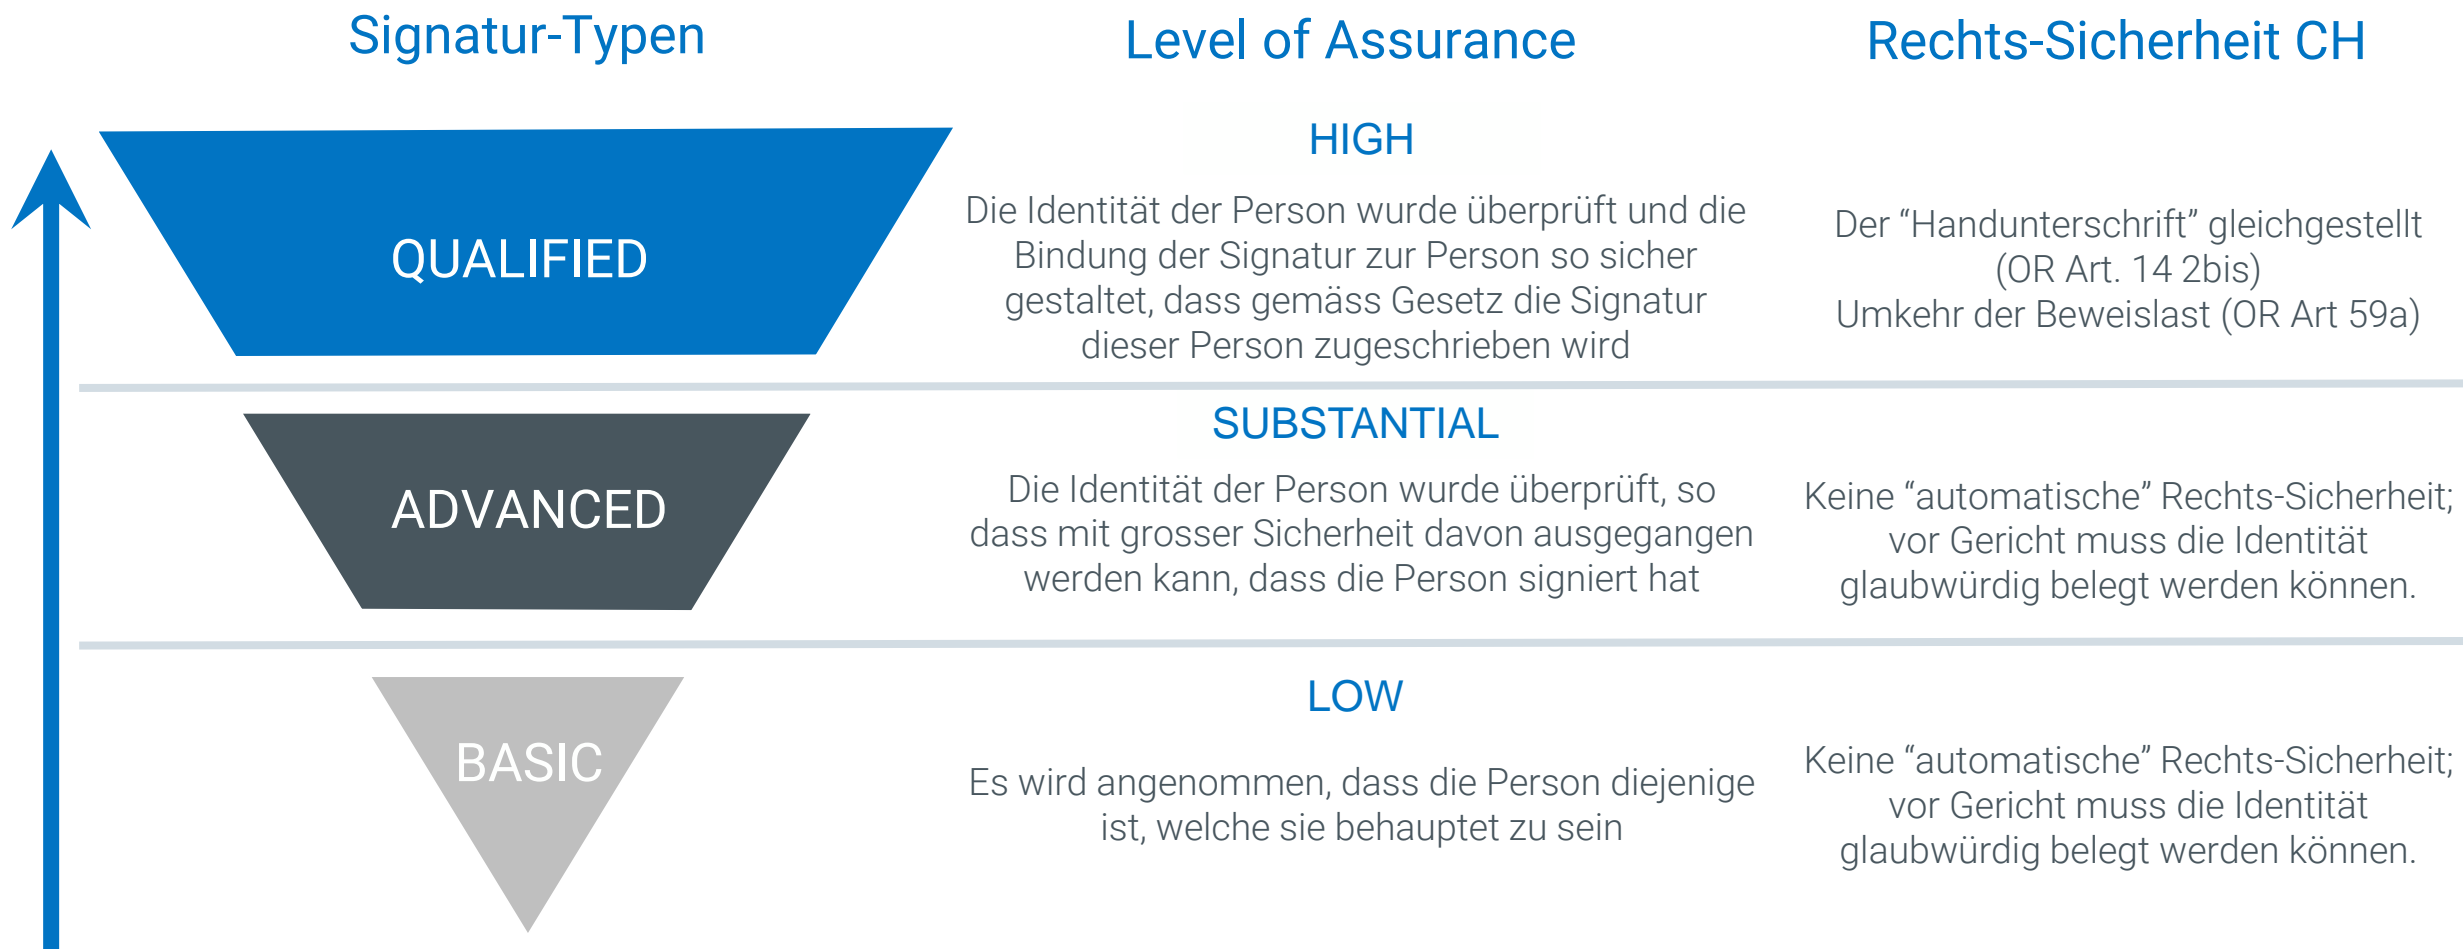 Signatur-Typen
Level of Assurance
Rechts-Sicherheit CH
QUALIFIED
HIGH
Die Identität der Person wurde überprüft und die
Bindung der Signatur zur Person so sicher
gestaltet, dass gemäss Gesetz die Signatur
dieser Person zugeschrieben wird
Der “Handunterschrift” gleichgestellt
(OR Art. 14 2bis)
Umkehr der Beweislast (OR Art 59a)
ADVANCED
SUBSTANTIAL
Die Identität der Person wurde überprüft, so
dass mit grosser Sicherheit davon ausgegangen
werden kann, dass die Person signiert hat
Keine “automatische” Rechts-Sicherheit;
vor Gericht muss die Identität
glaubwürdig belegt werden können.
BASIC
LOW
Es wird angenommen, dass die Person diejenige
ist, welche sie behauptet zu sein
Keine “automatische” Rechts-Sicherheit;
vor Gericht muss die Identität
glaubwürdig belegt werden können.